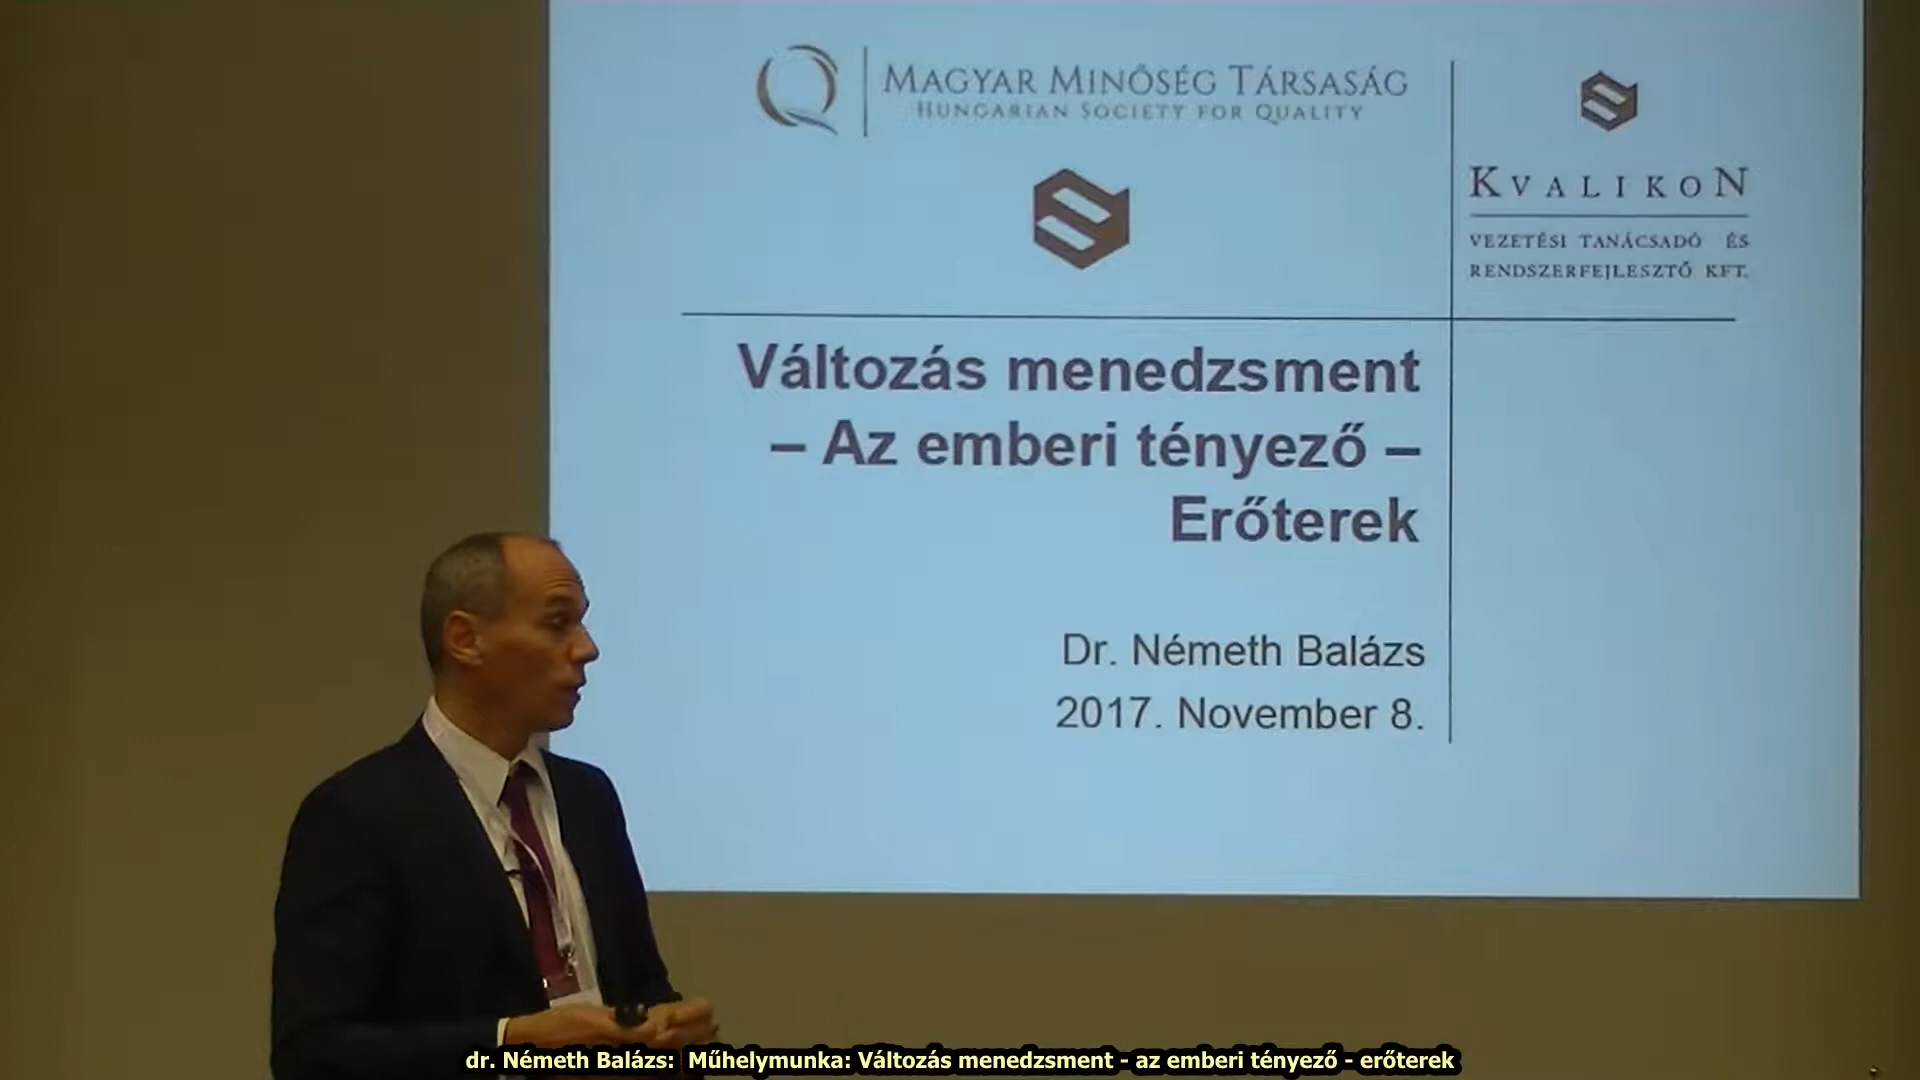 MAGYAR MINŐSÉG TÁRSASÁG
HUNGARIAN SOCIETY FOR QUALITY
KVALIKON
VEZETÉSI TANÁCSADÓ ÉS
RENDSZERFEJLESZTŐ KFT.
Változás menedzsment
– Az emberi tényező –
Erőterek
Dr. Németh Balázs
2017. November 8.
dr. Németh Balázs: Műhelymunka: Változás menedzsment - az emberi tényező - erőterek